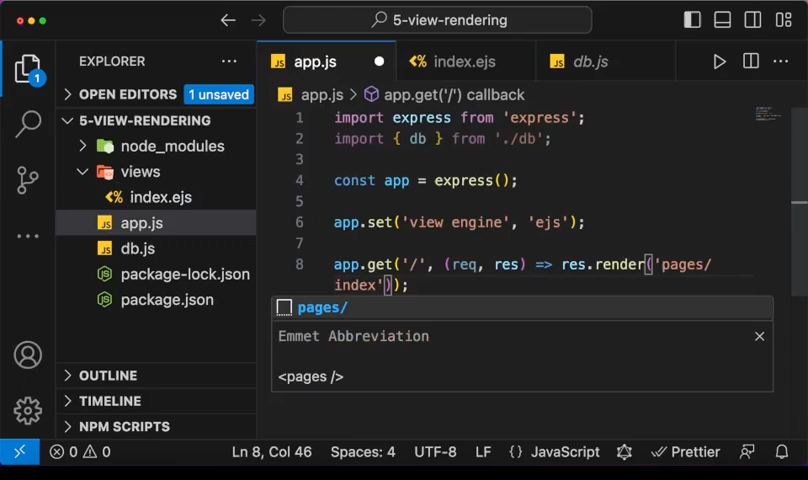 5-view-rendering
EXPLORER
app.js
index.ejs
db.js
1
OPEN EDITORS
1 unsaved
app.js > app.get('/') callback
5-VIEW-RENDERING
node_modules
views
index.ejs
app.js
db.js
package-lock.json
package.json
OUTLINE
TIMELINE
NPM SCRIPTS
1 import express from 'express';
2 import { db } from './db';
3
4 const app = express();
5
6 app.set('view engine', 'ejs');
7
8 app.get('/', (req, res) => res.render('pages/
index'));
pages/
Emmet Abbreviation
<pages />
0 0 Ln 8, Col 46 Spaces: 4 UTF-8 LF {} JavaScript Prettier